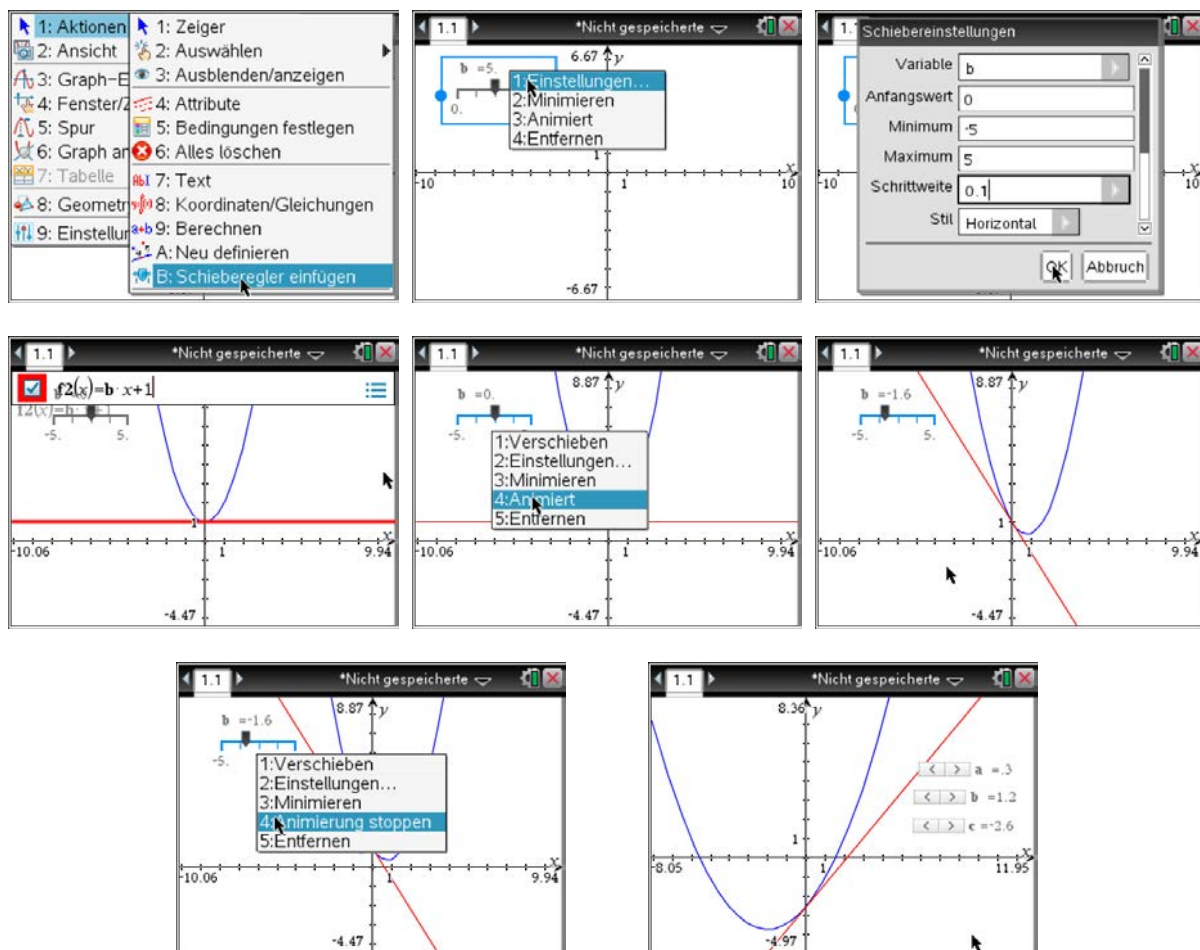 1: Aktionen
2: Ansicht
3: Graph-E
4: Fenster/Z
5: Spur
6: Graph an
7: Tabelle
8: Geometr
9: Einstellun
1: Zeiger
2: Auswählen
3: Ausblenden/anzeigen
4: Attribute
5: Bedingungen festlegen
6: Alles löschen
7: Text
8: Koordinaten/Gleichungen
9: Berechnen
A: Neu definieren
B: Schieberegler einfügen
1.1 *Nicht gespeicherte
6.67 y
b =5.
0.
1:Einstellungen...
2:Minimieren
3:Animiert
4:Entfernen
1
x
-10 1 10
-6.67
1.1
Schiebereinstellungen
Variable b
Anfangswert 0
Minimum -5
Maximum 5
Schrittweite 0.1
Stil Horizontal
OK Abbruch
-10 10
1.1 *Nicht gespeicherte
f2(x)=b·x+1
-5. 5.
1
x
-10.06 1 9.94
-4.47
1.1 *Nicht gespeicherte
8.87 y
b =0.
-5.
1:Verschieben
2:Einstellungen...
3:Minimieren
4:Animiert
5:Entfernen
x
-10.06 1 9.94
-4.47
1.1 *Nicht gespeicherte
8.87 y
b =-1.6
-5. 5.
1
x
-10.06 1 9.94
-4.47
1.1 *Nicht gespeicherte
8.87 y
b =-1.6
-5.
1:Verschieben
2:Einstellungen...
3:Minimieren
4:Animierung stoppen
5:Entfernen
x
-10.06 1 9.94
-4.47
1.1 *Nicht gespeicherte
8.36 y
a =.3
b =1.2
c =-2.6
1
x
-8.05 1 11.95
-4.97